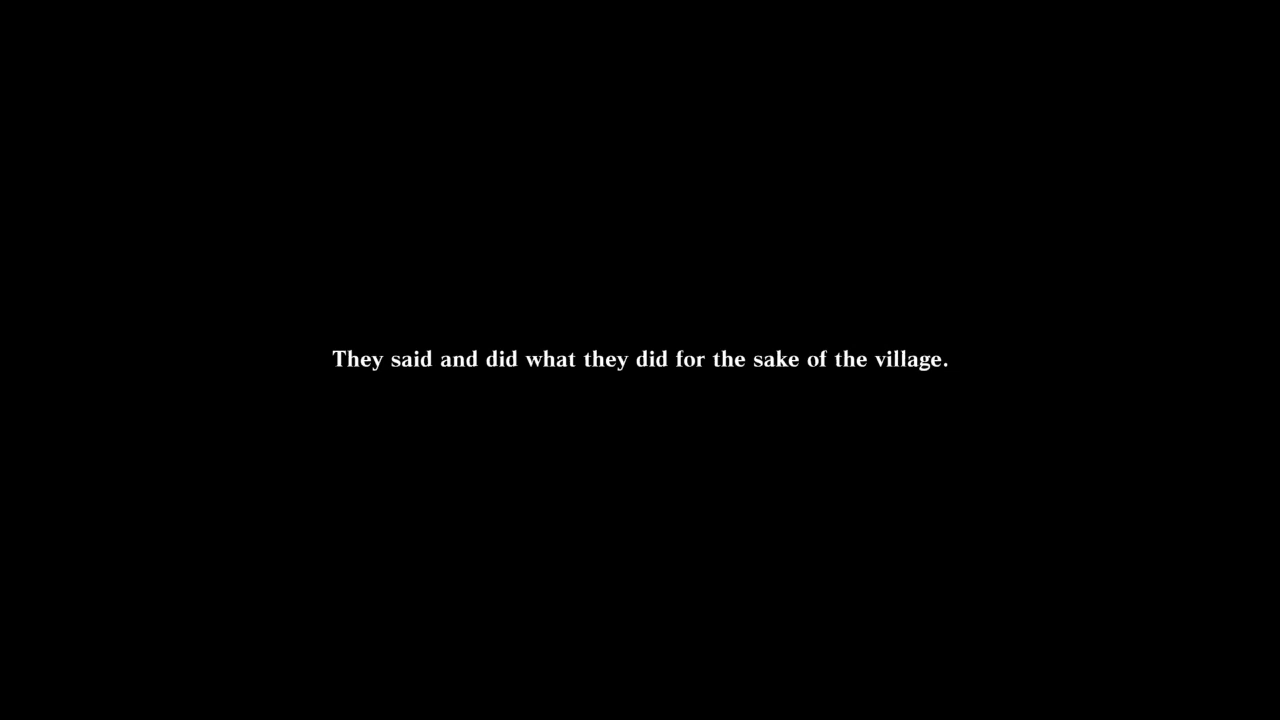 They said and did what they did for the sake of the village.